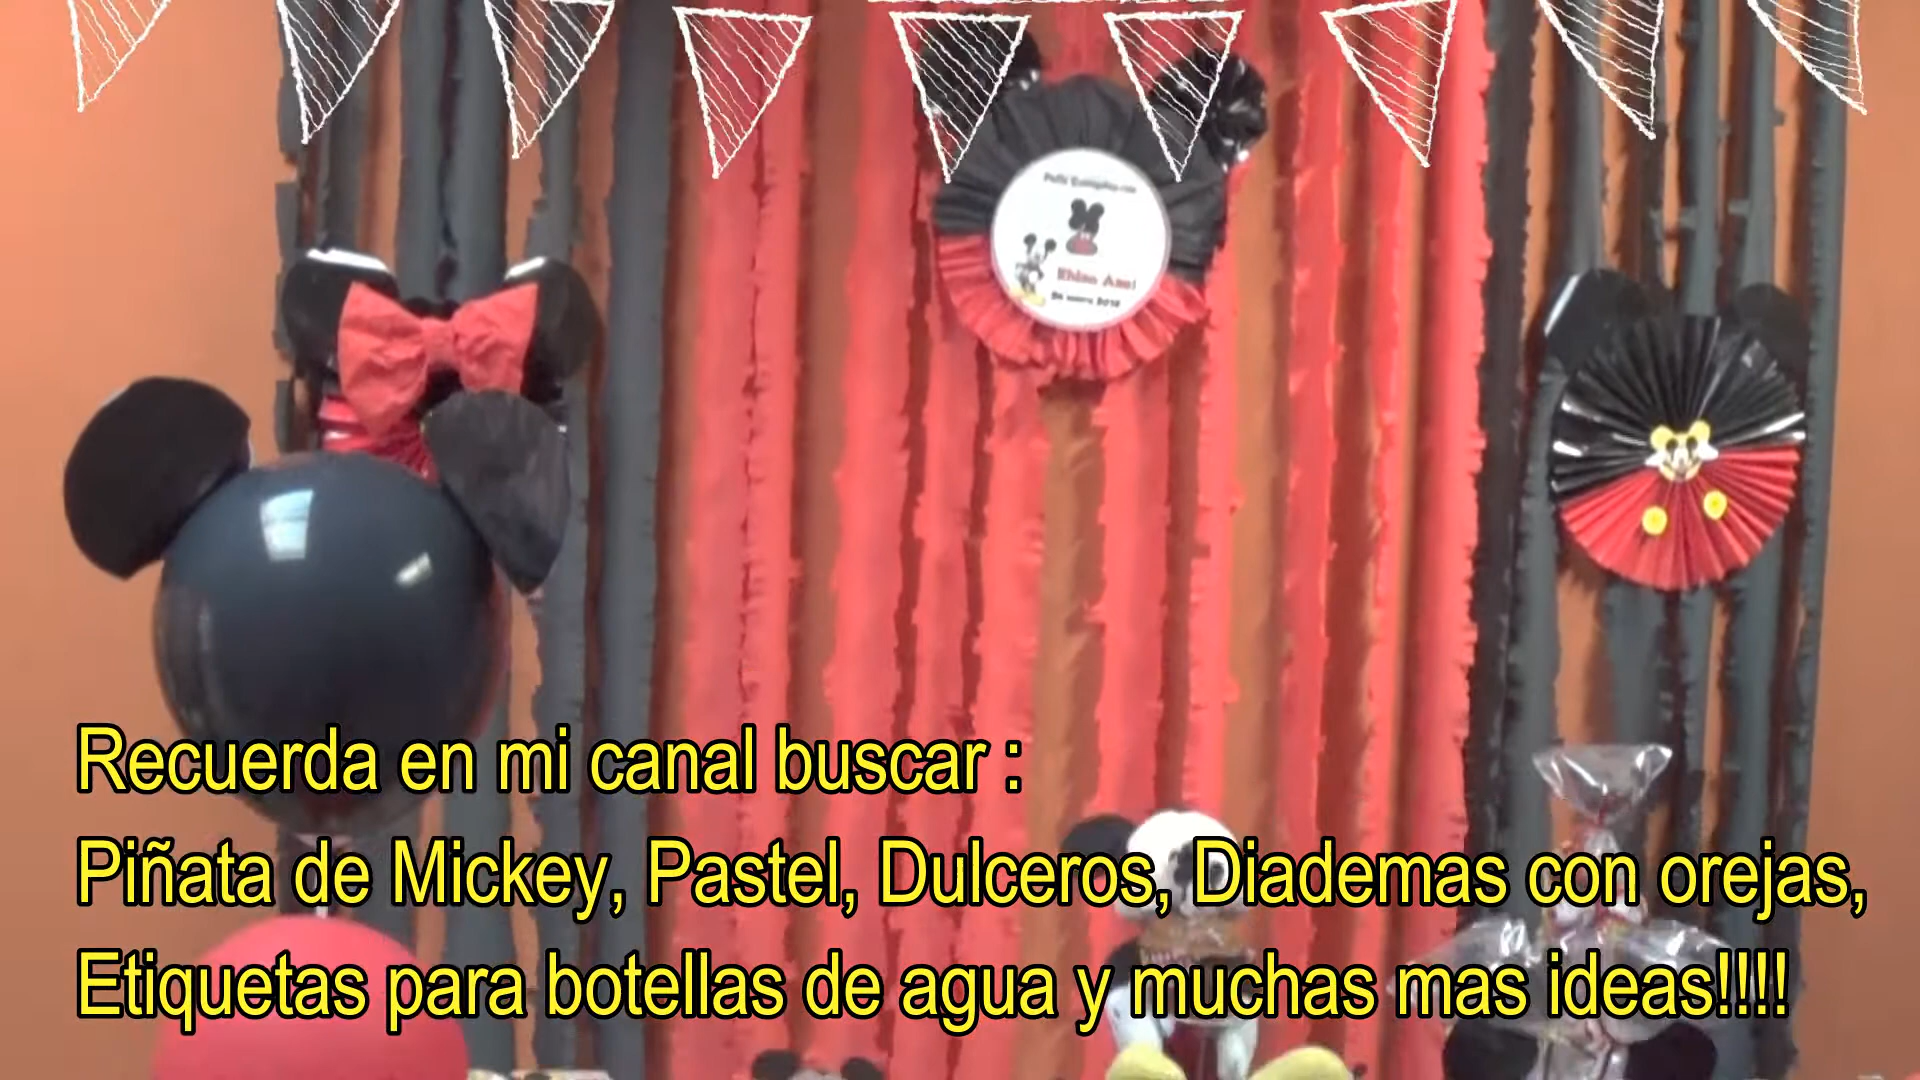 Recuerda en mi canal buscar :
Piñata de Mickey, Pastel, Dulceros, Diademas con orejas,
Etiquetas para botellas de agua y muchas mas ideas!!!!